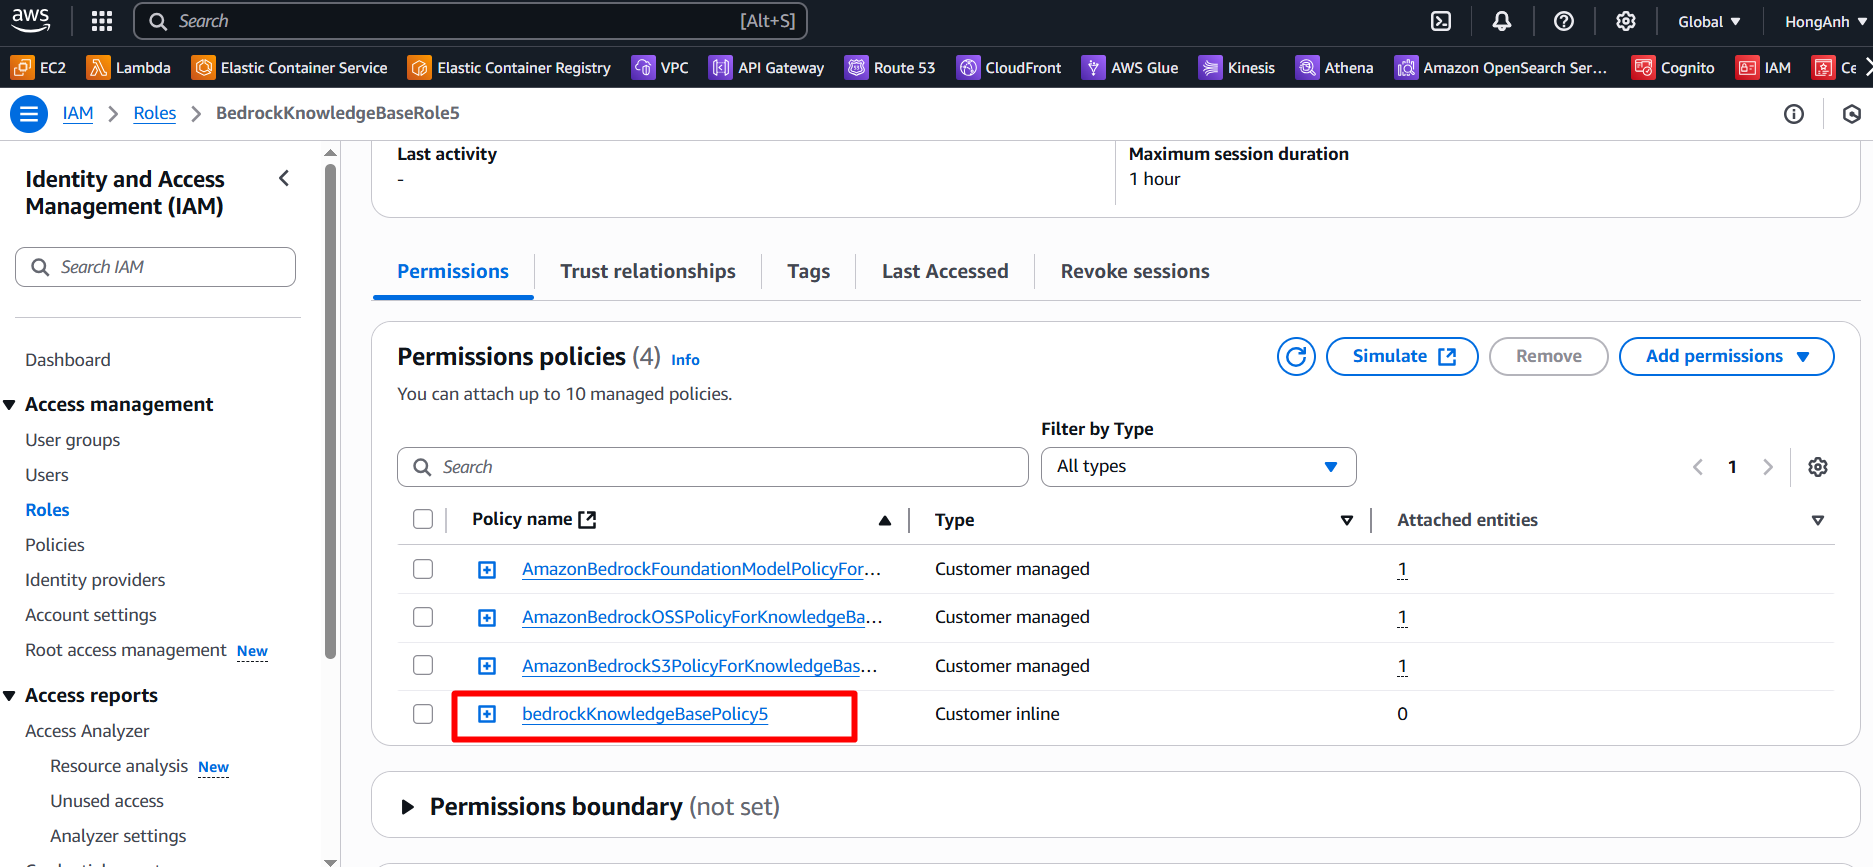 aws
Search [Alt+S]
Global
HongAnh
EC2
Lambda
Elastic Container Service
Elastic Container Registry
VPC
API Gateway
Route 53
CloudFront
AWS Glue
Kinesis
Athena
Amazon OpenSearch Ser...
Cognito
IAM
Ce
IAM
Roles
BedrockKnowledgeBaseRole5
Identity and Access
Management (IAM)
Search IAM
Dashboard
Access management
User groups
Users
Roles
Policies
Identity providers
Account settings
Root access management New
Access reports
Access Analyzer
Resource analysis New
Unused access
Analyzer settings
Last activity
-
Maximum session duration
1 hour
Permissions
Trust relationships
Tags
Last Accessed
Revoke sessions
Permissions policies (4) Info
You can attach up to 10 managed policies.
Simulate
Remove
Add permissions
Filter by Type
Search
All types
1
Policy name
Type
Attached entities
AmazonBedrockFoundationModelPolicyFor... Customer managed 1
AmazonBedrockOSSPolicyForKnowledgeBa... Customer managed 1
AmazonBedrockS3PolicyForKnowledgeBas... Customer managed 1
bedrockKnowledgeBasePolicy5 Customer inline 0
Permissions boundary (not set)